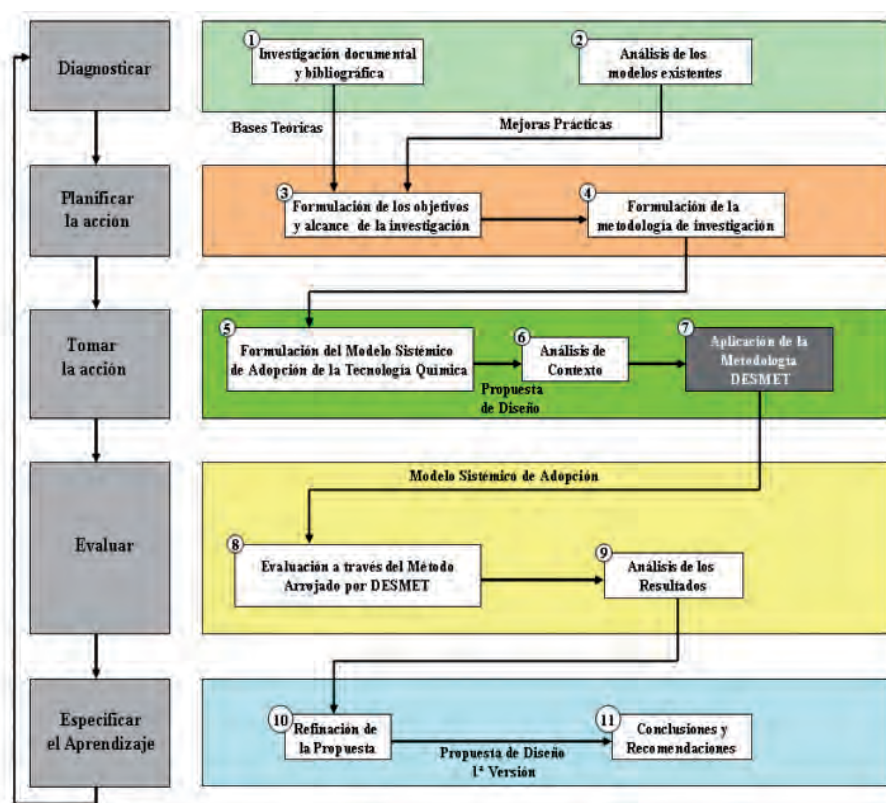 Diagnosticar
1
Investigación documental
y bibliográfica
2
Análisis de los
modelos existentes
Bases Teóricas
Mejoras Prácticas
Planificar
la acción
3
Formulación de los objetivos
y alcance de la investigación
4
Formulación de la
metodología de investigación
Tomar
la acción
5
Formulación del Modelo Sistémico
de Adopción de la Tecnología Química
6
Análisis de
Contexto
7
Aplicación de la
Metodología
DESMET
Propuesta
de Diseño
Evaluar
Modelo Sistémico de Adopción
8
Evaluación a través del Método
Arrojado por DESMET
9
Análisis de los
Resultados
Especificar
el Aprendizaje
10
Refinación de
la Propuesta
11
Conclusiones y
Recomendaciones
Propuesta de Diseño
1ª Versión